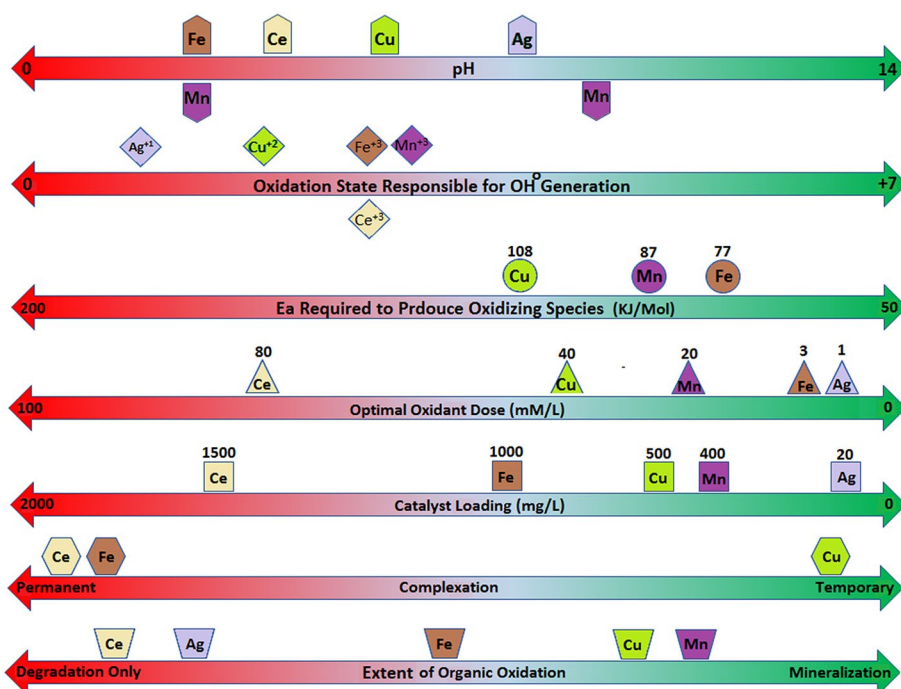 Fe Ce Cu Ag
0 pH 14
Mn Mn
Ag+1 Cu+2 Fe+3 Mn+3
0 Oxidation State Responsible for OH° Generation +7
Ce+3
108 87 77
Cu Mn Fe
200 Ea Required to Prdouce Oxidizing Species (KJ/Mol) 50
80 40 - 20 3 1
Ce Cu Mn Fe Ag
100 Optimal Oxidant Dose (mM/L) 0
1500 1000 500 400 20
Ce Fe Cu Mn Ag
2000 Catalyst Loading (mg/L) 0
Ce Fe Cu
Permanent Complexation Temporary
Ce Ag Fe Cu Mn
Degradation Only Extent of Organic Oxidation Mineralization